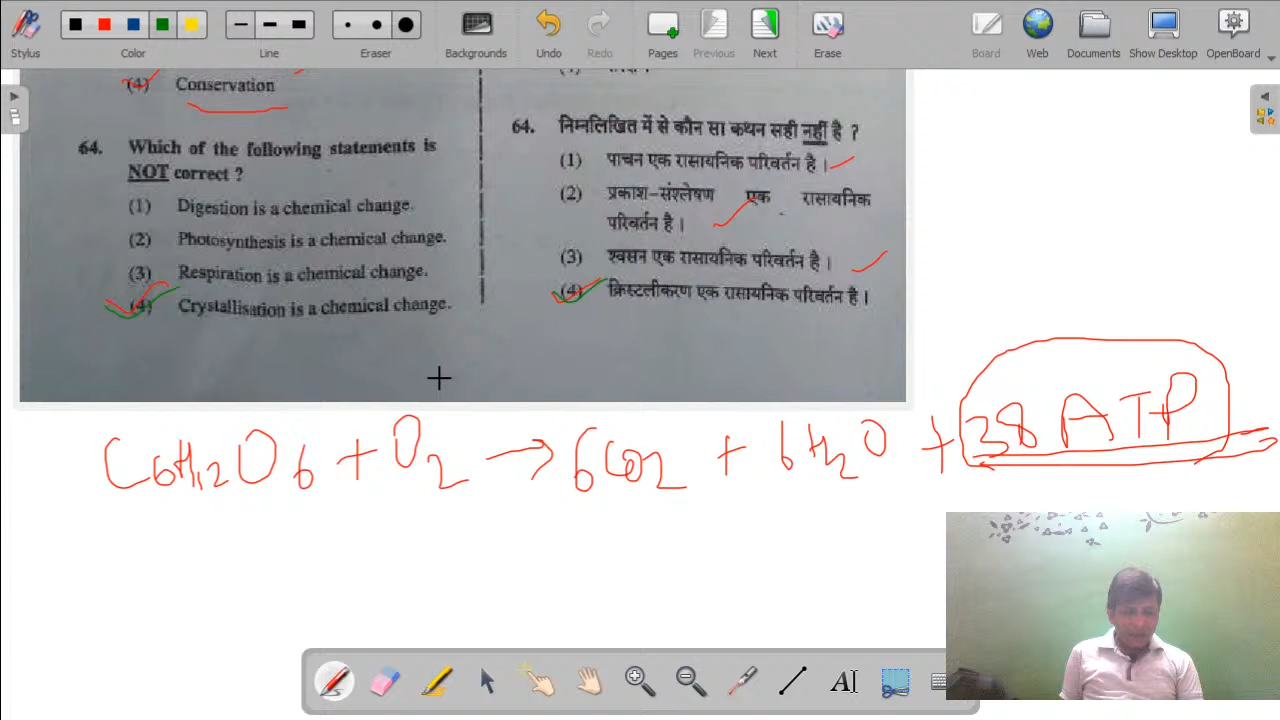 Stylus
Color
Line
Eraser
Backgrounds
Undo
Redo
Pages
Previous
Next
Erase
Board
Web
Documents
Show Desktop
OpenBoard
(4) Conservation
64. Which of the following statements is
NOT correct ?
(1) Digestion is a chemical change.
(2) Photosynthesis is a chemical change.
(3) Respiration is a chemical change.
(4) Crystallisation is a chemical change.
64. निम्नलिखित में से कौन सा कथन सही नहीं है ?
(1) पाचन एक रासायनिक परिवर्तन है ।
(2) प्रकाश-संश्लेषण एक रासायनिक
परिवर्तन है ।
(3) श्वसन एक रासायनिक परिवर्तन है ।
(4) क्रिस्टलीकरण एक रासायनिक परिवर्तन है ।
C6H12O6 + O2 → 6CO2 + 6H2O + 38 ATP